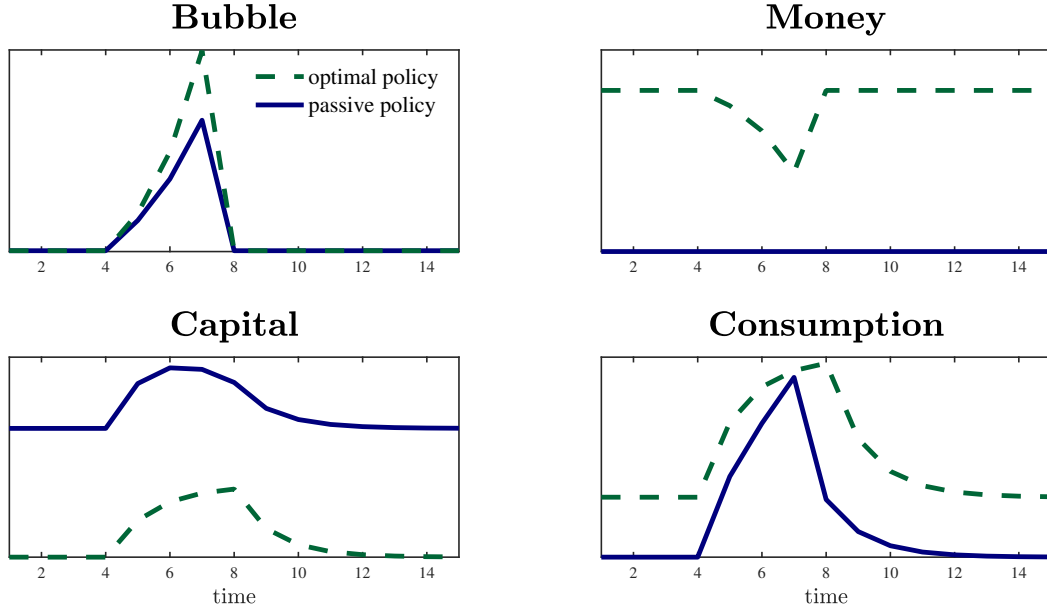 Bubble
optimal policy
passive policy
2 4 6 8 10 12 14
Money
2 4 6 8 10 12 14
Capital
2 4 6 8 10 12 14
time
Consumption
2 4 6 8 10 12 14
time